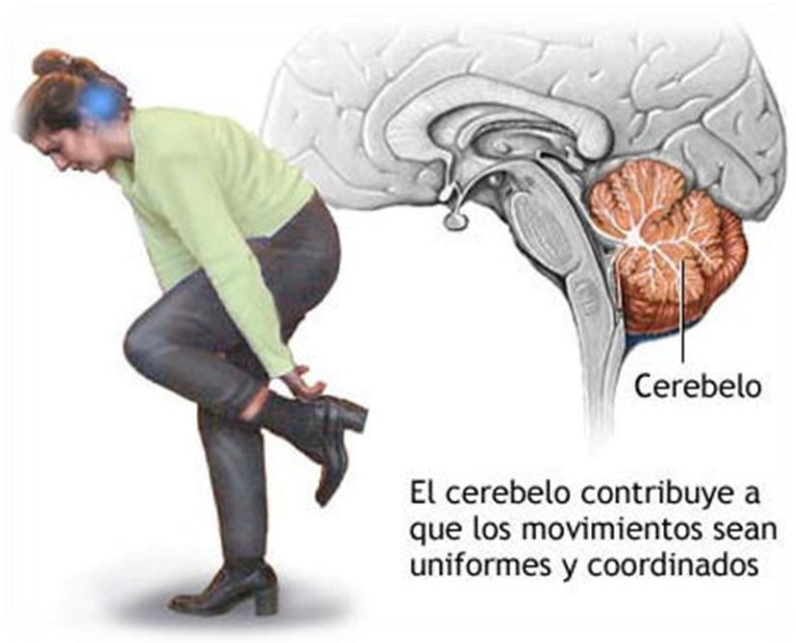 Cerebelo
El cerebelo contribuye a
que los movimientos sean
uniformes y coordinados